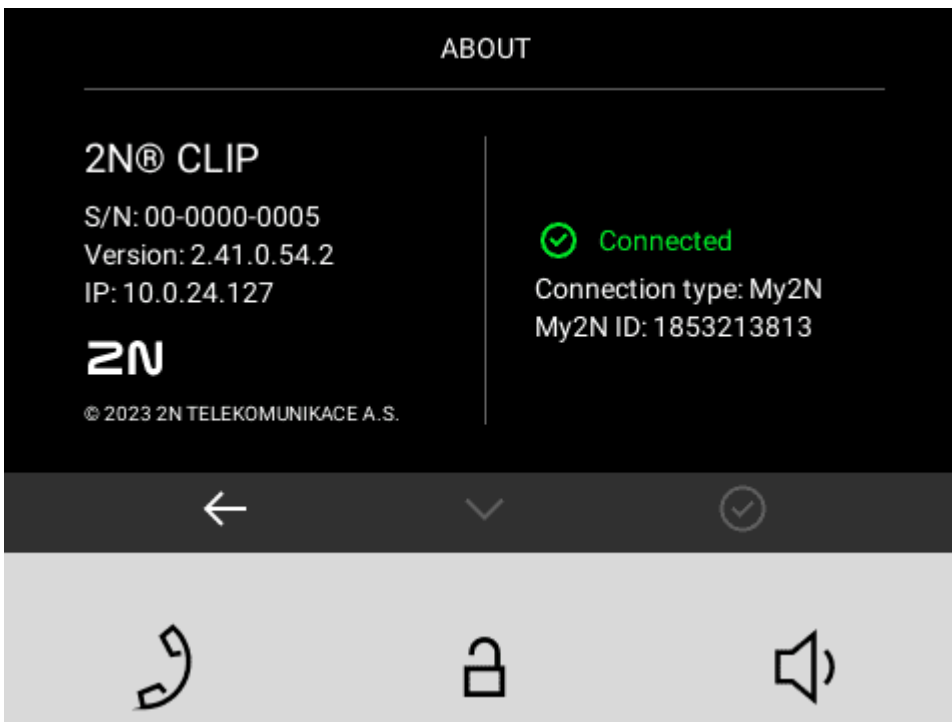 ABOUT
2N® CLIP
S/N: 00-0000-0005
Version: 2.41.0.54.2
IP: 10.0.24.127
2N
© 2023 2N TELEKOMUNIKACE A.S.
Connected
Connection type: My2N
My2N ID: 1853213813